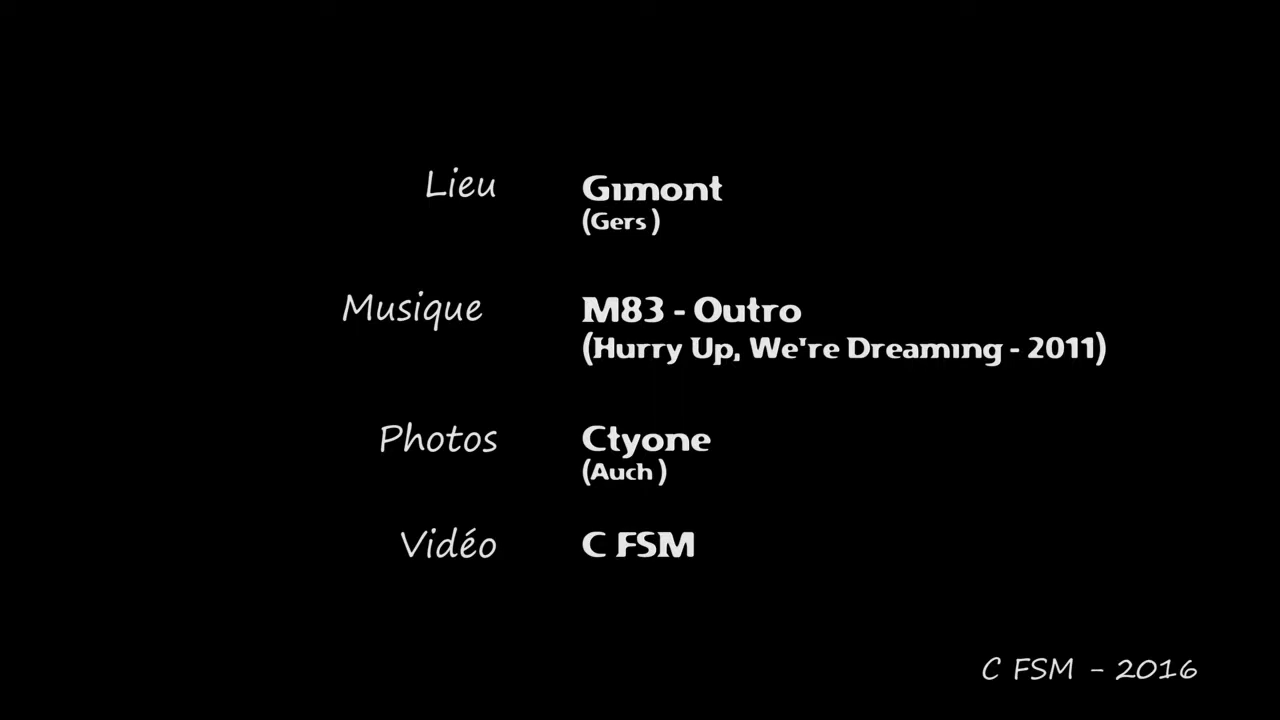 Lieu Gimont
(Gers )
Musique M83 - Outro
(Hurry Up, We're Dreaming - 2011)
Photos Ctyone
(Auch )
Vidéo C FSM
C FSM - 2016